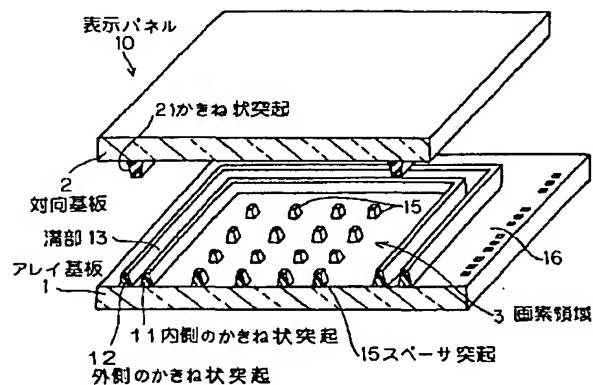 表示パネル
10
21かきね状突起
2
対向基板
15
溝部 13
16
アレイ基板
1
3 画素領域
11内側のかきね状突起
15スペーサ突起
12
外側のかきね状突起